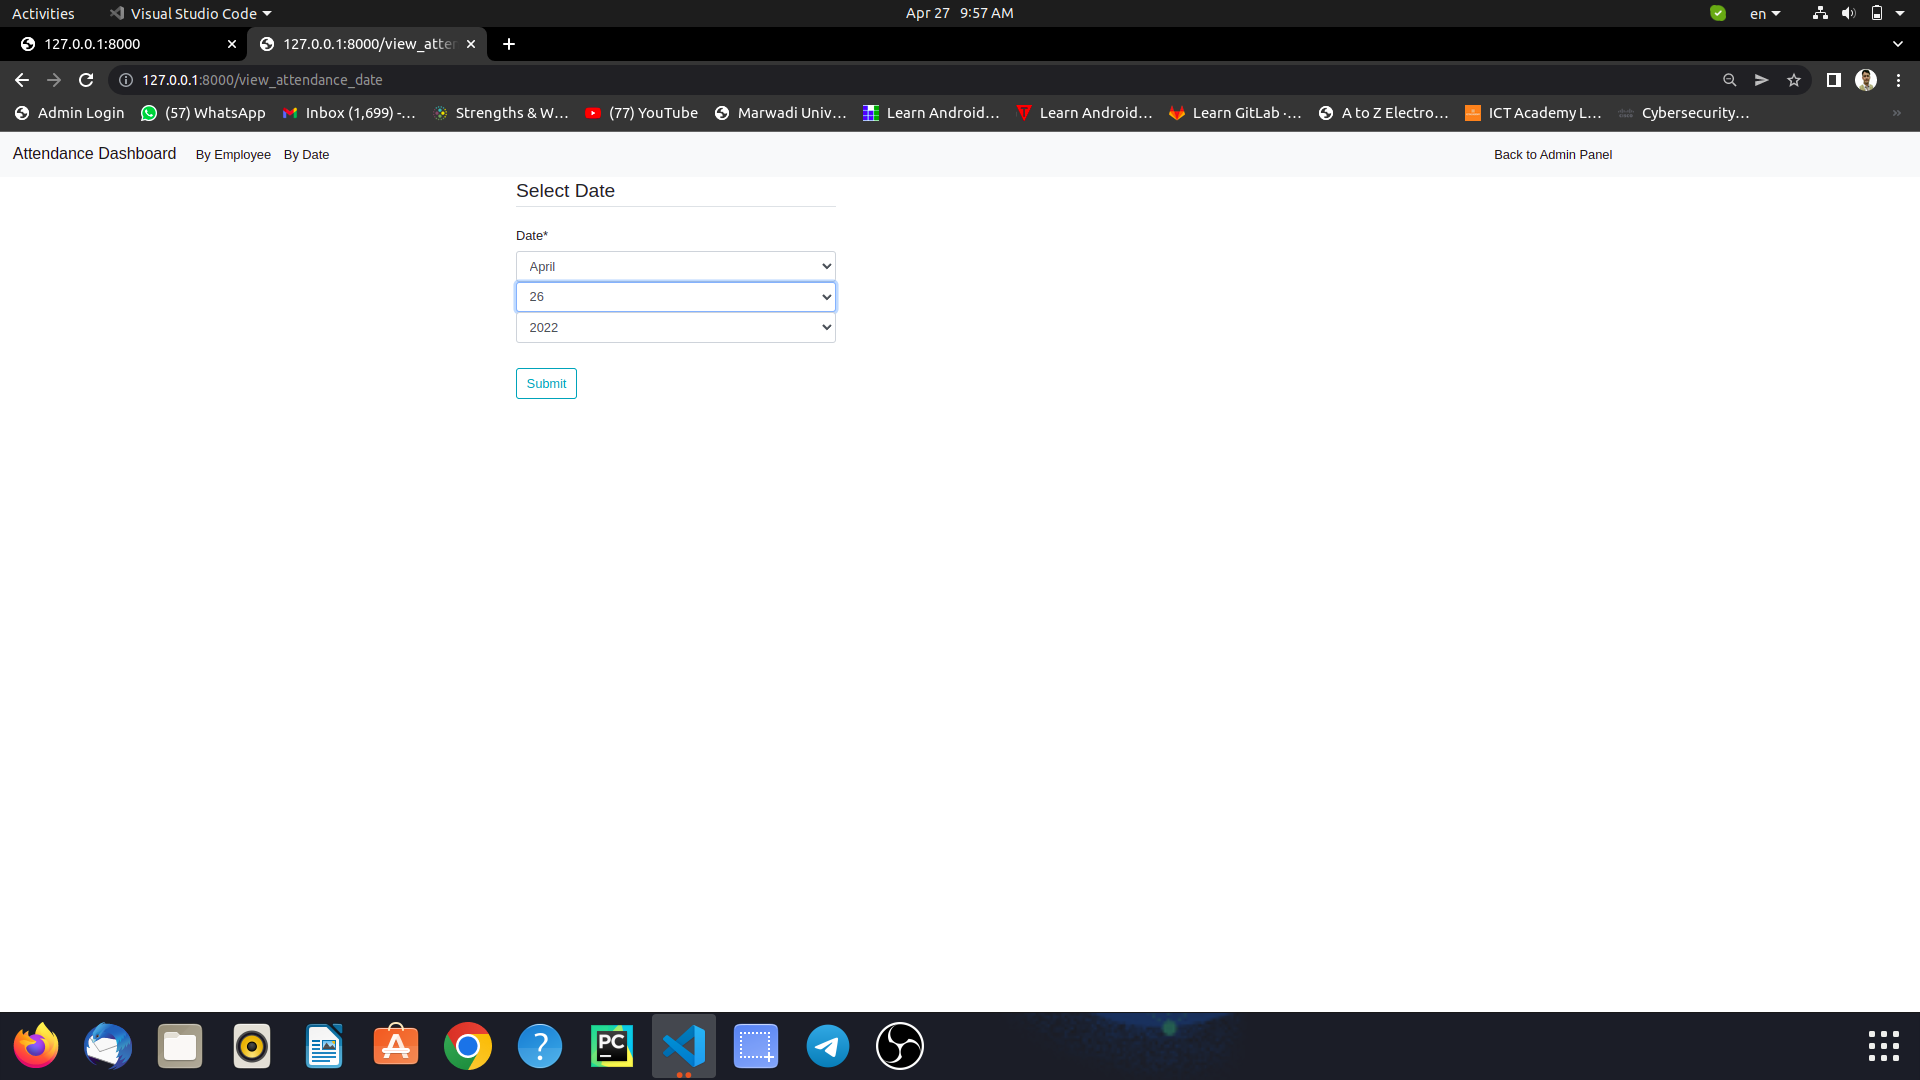 Activities Visual Studio Code Apr 27 9:57 AM en
127.0.0.1:8000 127.0.0.1:8000/view_atten
127.0.0.1:8000/view_attendance_date
Admin Login (57) WhatsApp Inbox (1,699) -... Strengths & W... (77) YouTube Marwadi Univ... Learn Android... Learn Android... Learn GitLab ·... A to Z Electro... ICT Academy L... Cybersecurity...
Attendance Dashboard By Employee By Date Back to Admin Panel
Select Date
Date*
April
26
2022
Submit
PC